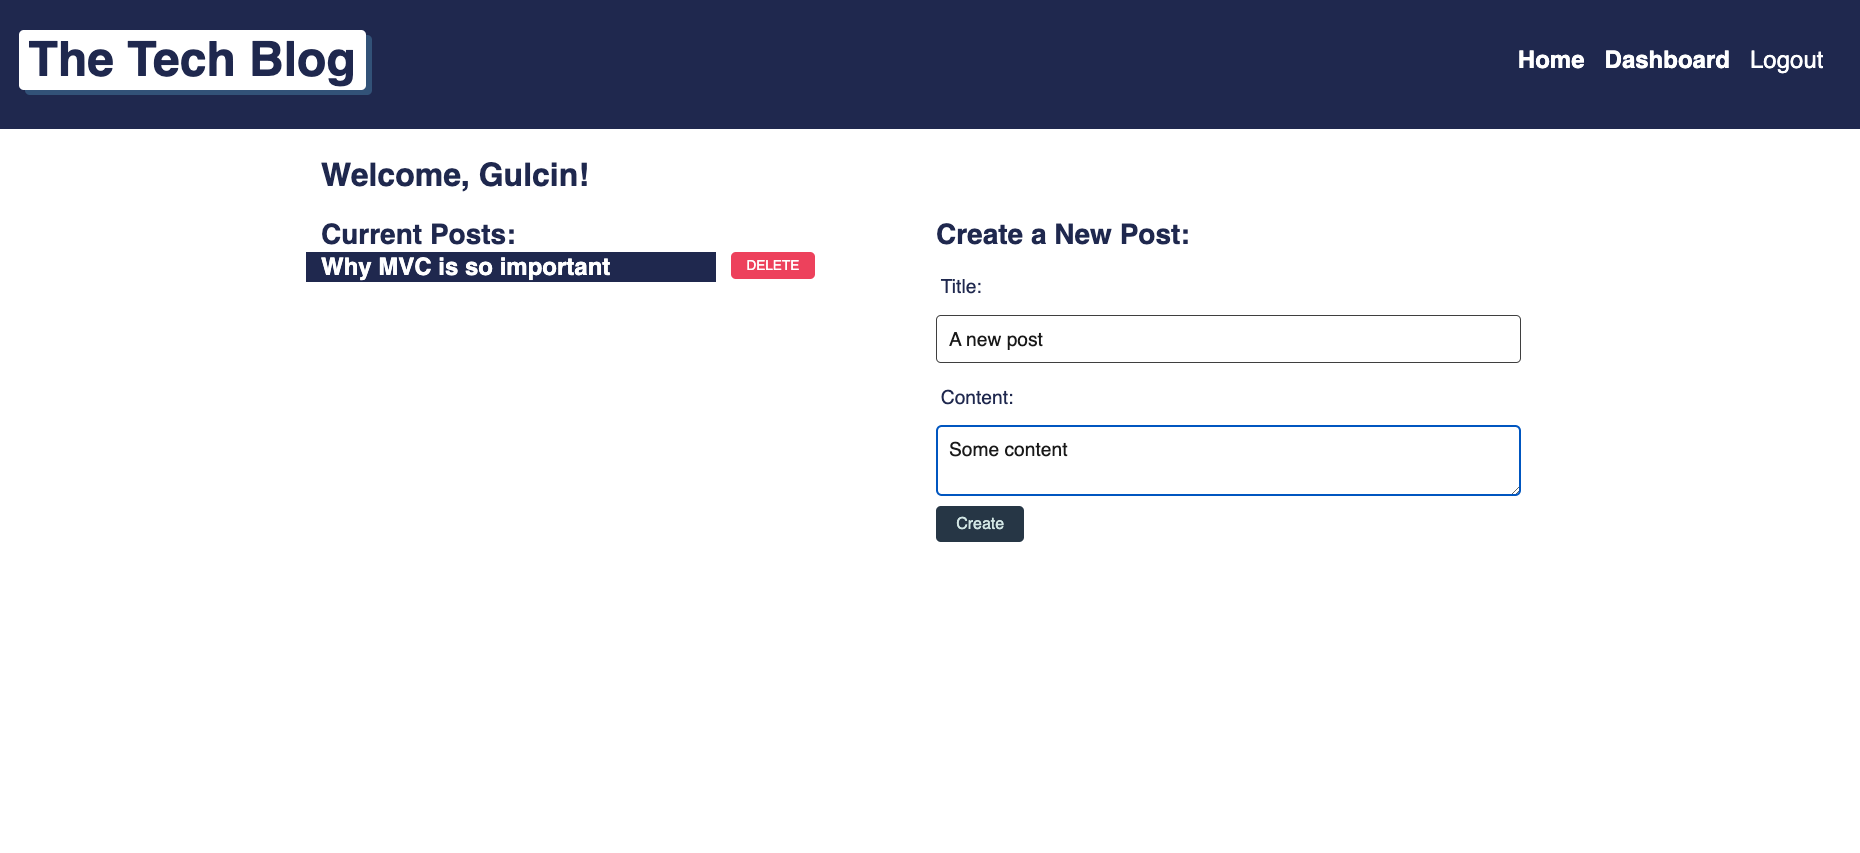 The Tech Blog
Home Dashboard Logout
Welcome, Gulcin!
Current Posts:
Why MVC is so important
DELETE
Create a New Post:
Title:
A new post
Content:
Some content
Create